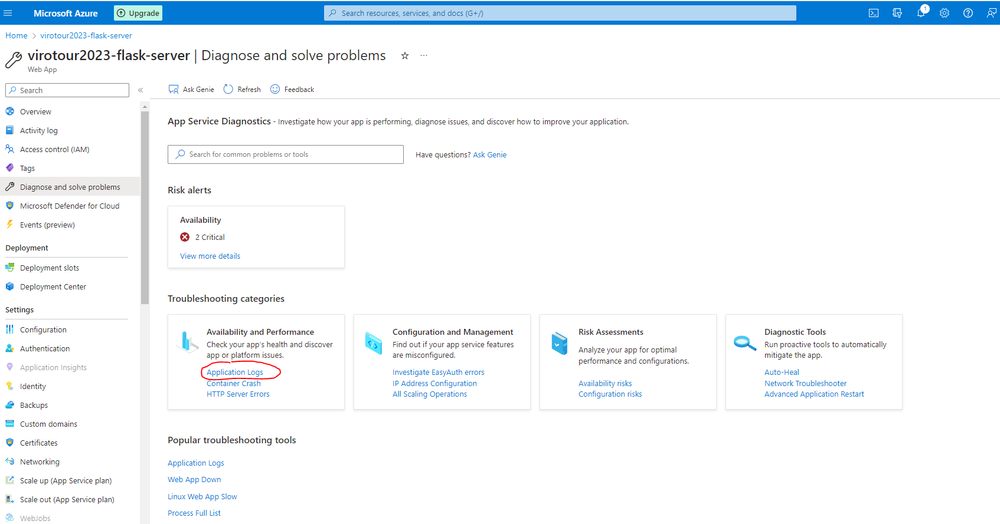 Microsoft Azure
Upgrade
Search resources, services, and docs (G+/)
1
Home > virotour2023-flask-server
virotour2023-flask-server | Diagnose and solve problems
Web App
Search
«
Ask Genie
Refresh
Feedback
Overview
Activity log
Access control (IAM)
Tags
Diagnose and solve problems
Microsoft Defender for Cloud
Events (preview)
Deployment
Deployment slots
Deployment Center
Settings
Configuration
Authentication
Application Insights
Identity
Backups
Custom domains
Certificates
Networking
Scale up (App Service plan)
Scale out (App Service plan)
WebJobs
App Service Diagnostics - Investigate how your app is performing, diagnose issues, and discover how to improve your application.
Search for common problems or tools
Have questions? Ask Genie
Risk alerts
Availability
2 Critical
View more details
Troubleshooting categories
Availability and Performance
Check your app's health and discover
app or platform issues.
Application Logs
Container Crash
HTTP Server Errors
Configuration and Management
Find out if your app service features
are misconfigured.
Investigate EasyAuth errors
IP Address Configuration
All Scaling Operations
Risk Assessments
Analyze your app for optimal
performance and configurations.
Availability risks
Configuration risks
Diagnostic Tools
Run proactive tools to automatically
mitigate the app.
Auto-Heal
Network Troubleshooter
Advanced Application Restart
Popular troubleshooting tools
Application Logs
Web App Down
Linux Web App Slow
Process Full List